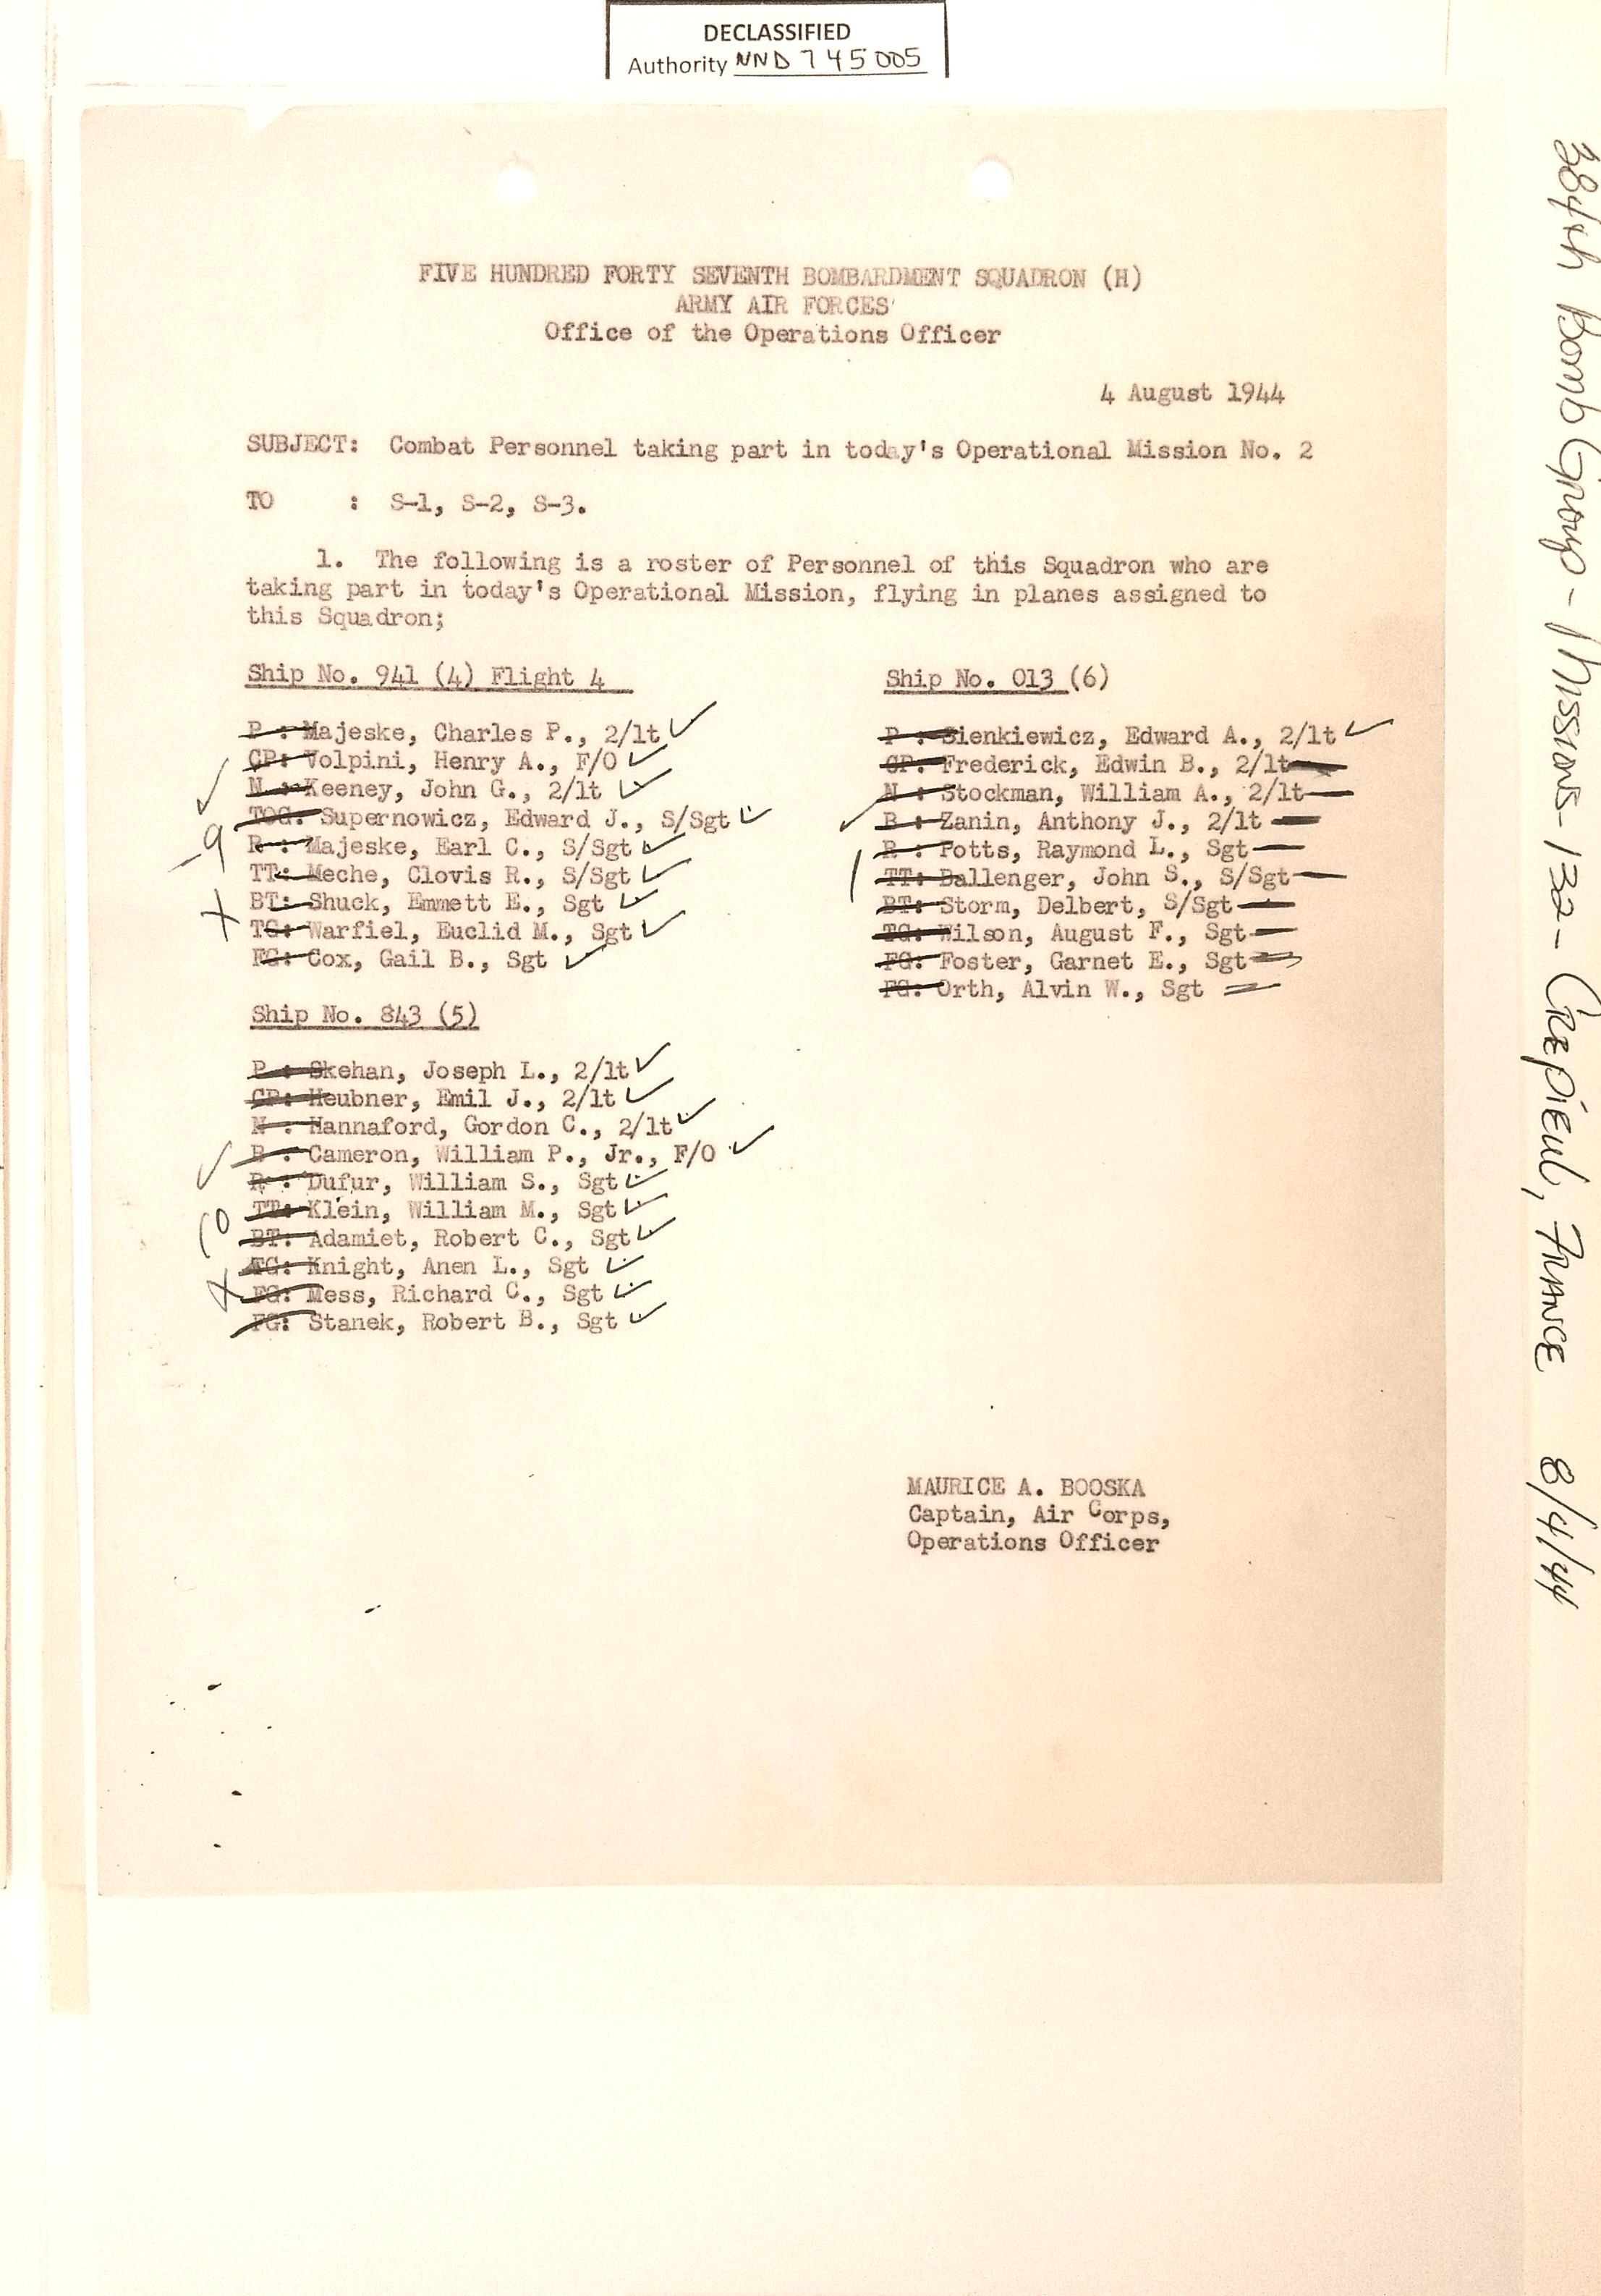 DECLASSIFIED
Authority NND 745005
FIVE HUNDRED FORTY SEVENTH BOMBARDMENT SQUADRON (H)
ARMY AIR FORCES
Office of the Operations Officer
4 August 1944
SUBJECT: Combat Personnel taking part in today's Operational Mission No. 2
TO : S-1, S-2, S-3.
1. The following is a roster of Personnel of this Squadron who are
taking part in today's Operational Mission, flying in planes assigned to
this Squadron;
Ship No. 941 (4) Flight 4
P : Majeske, Charles P., 2/lt ✓
CP: Volpini, Henry A., F/O ✓
N : Keeney, John G., 2/lt ✓
TOG: Supernowicz, Edward J., S/Sgt ✓
R : Majeske, Earl C., S/Sgt ✓
TT: Meche, Clovis R., S/Sgt ✓
BT: Shuck, Emmett E., Sgt ✓
TG: Warfiel, Euclid M., Sgt ✓
FG: Cox, Gail B., Sgt ✓
✓
9
Ship No. 843 (5)
P : Skehan, Joseph L., 2/lt ✓
CP: Heubner, Emil J., 2/lt ✓
N : Hannaford, Gordon C., 2/lt ✓
B : Cameron, William P., Jr., F/O ✓
R : Dufur, William S., Sgt ✓
TT: Klein, William M., Sgt ✓
BT: Adamiet, Robert C., Sgt ✓
TG: Knight, Anen L., Sgt ✓
FG: Mess, Richard C., Sgt ✓
FG: Stanek, Robert B., Sgt ✓
✓
10
Ship No. 013 (6)
P : Sienkiewicz, Edward A., 2/lt ✓
CP: Frederick, Edwin B., 2/lt
N : Stockman, William A., 2/lt
B : Zanin, Anthony J., 2/lt
R : Potts, Raymond L., Sgt
TT: Ballenger, John S., S/Sgt
BT: Storm, Delbert, S/Sgt
TG: Wilson, August F., Sgt
FG: Foster, Garnet E., Sgt
FG: Orth, Alvin W., Sgt
✓
1
MAURICE A. BOOSKA
Captain, Air Corps,
Operations Officer
384th Bomb Group - Missions - 132 - Crepieul, France 8/4/44